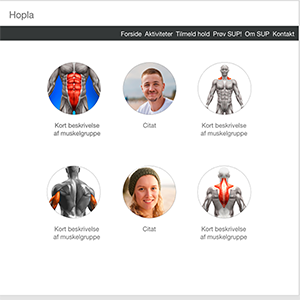 Hopla
Forside Aktiviteter Tilmeld hold Prøv SUP! Om SUP Kontakt
Kort beskrivelse
af muskelgruppe
Citat
Kort beskrivelse
af muskelgruppe
Kort beskrivelse
af muskelgruppe
Citat
Kort beskrivelse
af muskelgruppe